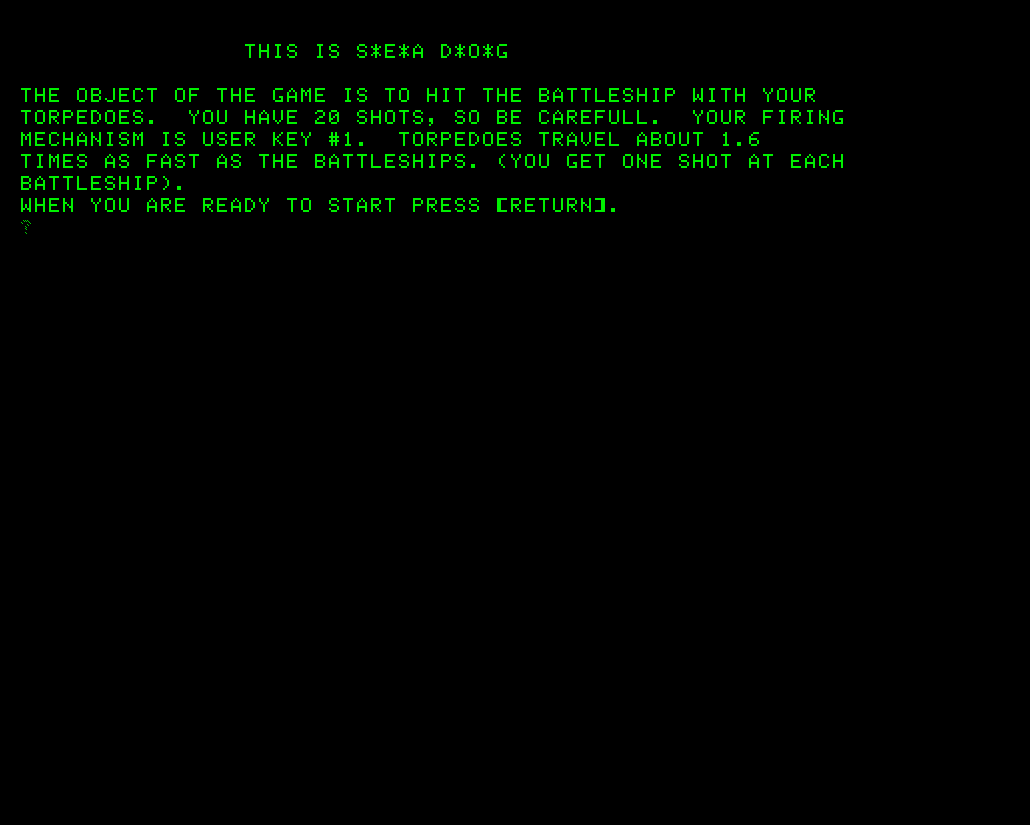 THIS IS S*E*A D*O*G
THE OBJECT OF THE GAME IS TO HIT THE BATTLESHIP WITH YOUR
TORPEDOES.  YOU HAVE 20 SHOTS, SO BE CAREFULL.  YOUR FIRING
MECHANISM IS USER KEY #1.  TORPEDOES TRAVEL ABOUT 1.6
TIMES AS FAST AS THE BATTLESHIPS. (YOU GET ONE SHOT AT EACH
BATTLESHIP).
WHEN YOU ARE READY TO START PRESS [RETURN].
?